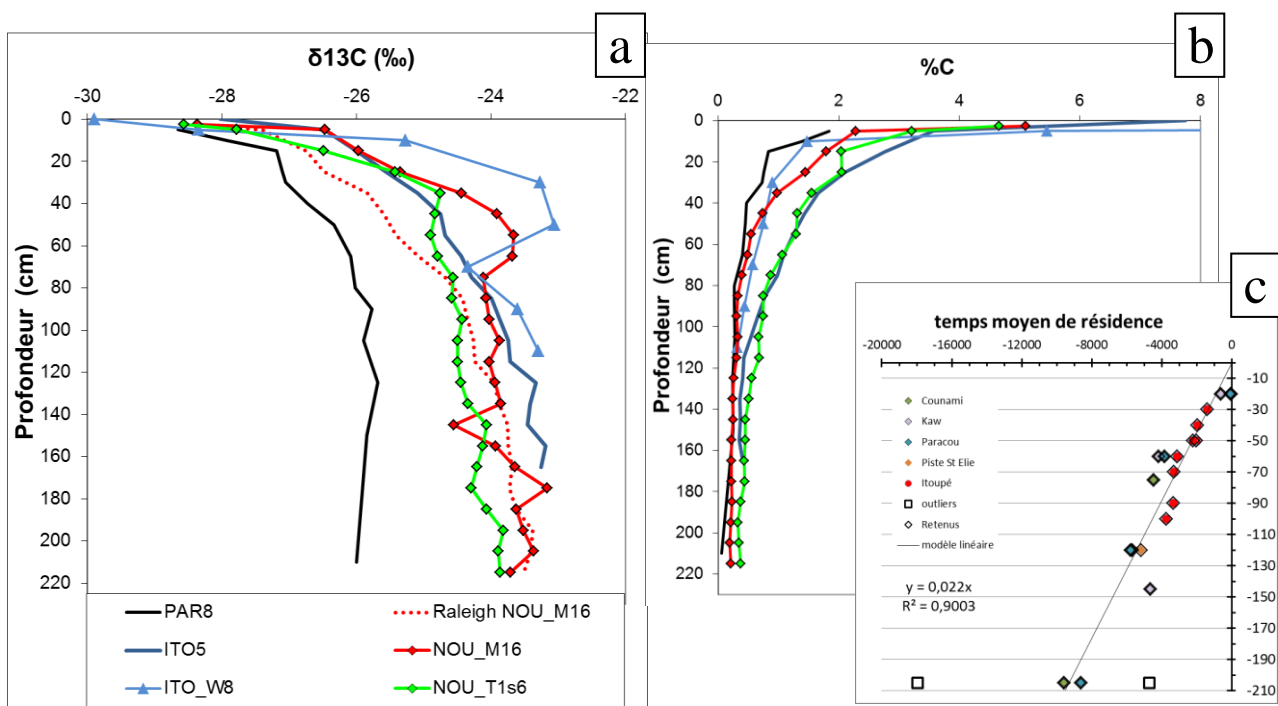 a
δ13C (‰)
-30 -28 -26 -24 -22
Profondeur (cm)
0
20
40
60
80
100
120
140
160
180
200
220
PAR8
Raleigh NOU_M16
ITO5
NOU_M16
ITO_W8
NOU_T1s6
b
%C
0 2 4 6 8
Profondeur (cm)
0
20
40
60
80
100
120
140
160
180
200
220
c
temps moyen de résidence
-20000 -16000 -12000 -8000 -4000 0
-10
-30
-50
-70
-90
-110
-130
-150
-170
-190
-210
Counami
Kaw
Paracou
Piste St Elie
Itoupé
outliers
Retenus
modèle linéaire
y = 0,022x
R² = 0,9003